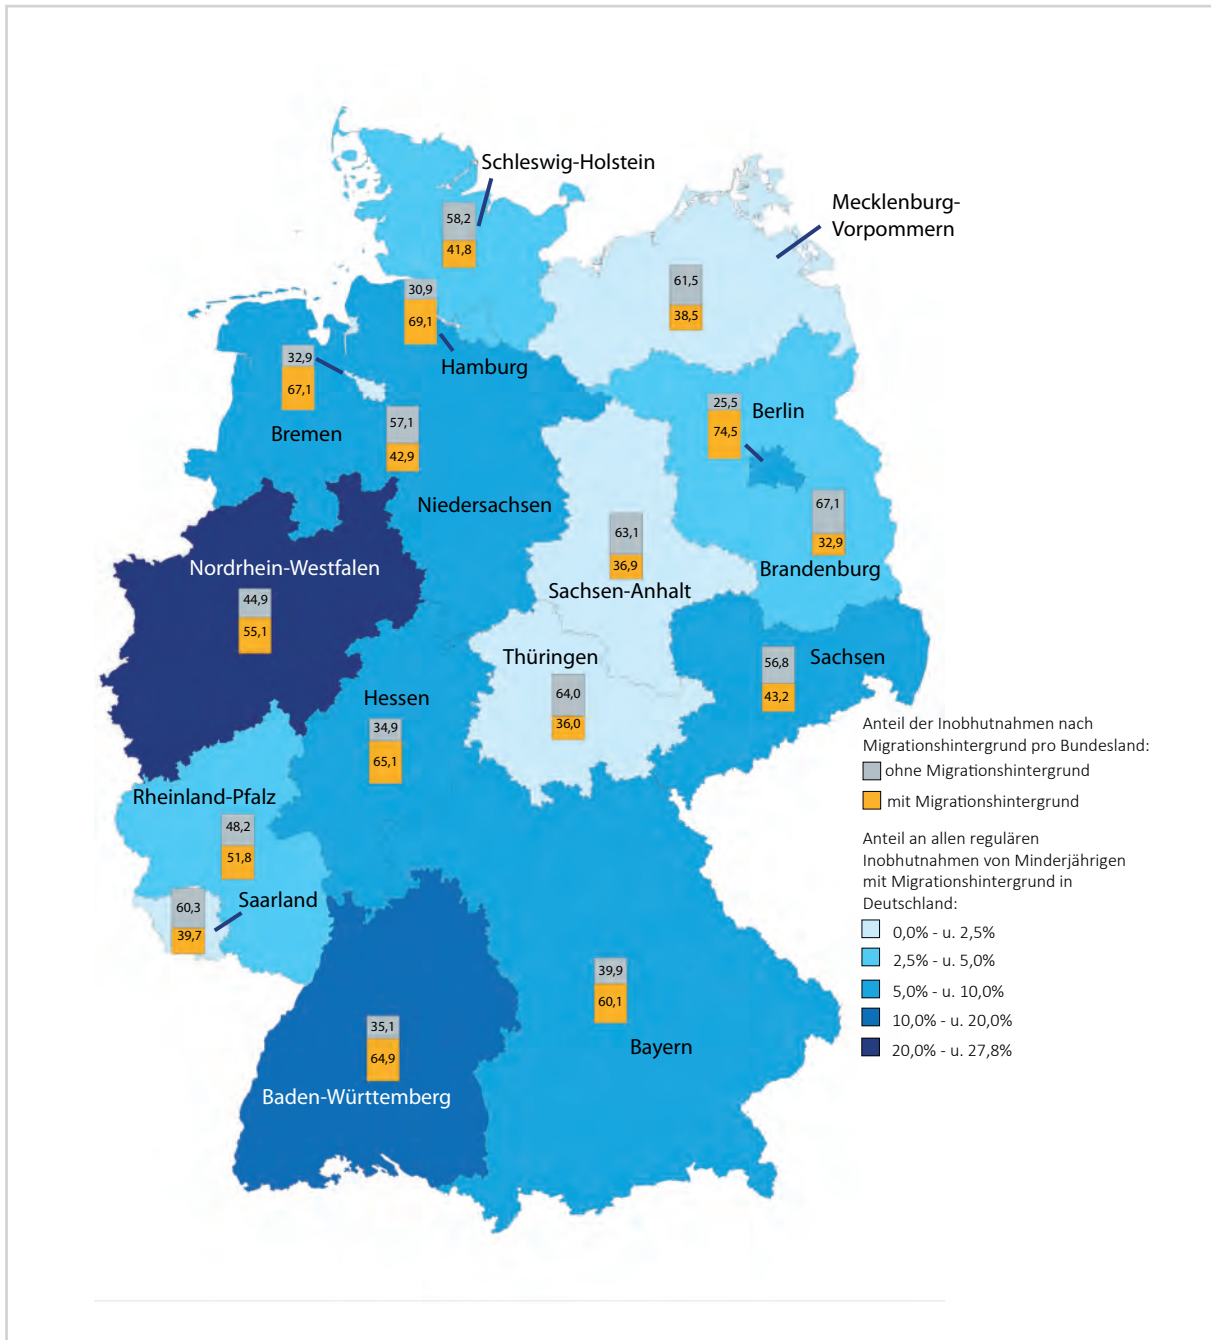 Schleswig-Holstein
58,2
41,8
Mecklenburg-
Vorpommern
61,5
38,5
30,9
69,1
Hamburg
32,9
67,1
Bremen
57,1
42,9
Niedersachsen
25,5
74,5
Berlin
67,1
32,9
Brandenburg
63,1
36,9
Sachsen-Anhalt
Nordrhein-Westfalen
44,9
55,1
Thüringen
64,0
36,0
Sachsen
56,8
43,2
Hessen
34,9
65,1
Rheinland-Pfalz
48,2
51,8
Saarland
60,3
39,7
39,9
60,1
Bayern
35,1
64,9
Baden-Württemberg
Anteil der Inobhutnahmen nach
Migrationshintergrund pro Bundesland:
ohne Migrationshintergrund
mit Migrationshintergrund
Anteil an allen regulären
Inobhutnahmen von Minderjährigen
mit Migrationshintergrund in
Deutschland:
0,0% - u. 2,5%
2,5% - u. 5,0%
5,0% - u. 10,0%
10,0% - u. 20,0%
20,0% - u. 27,8%